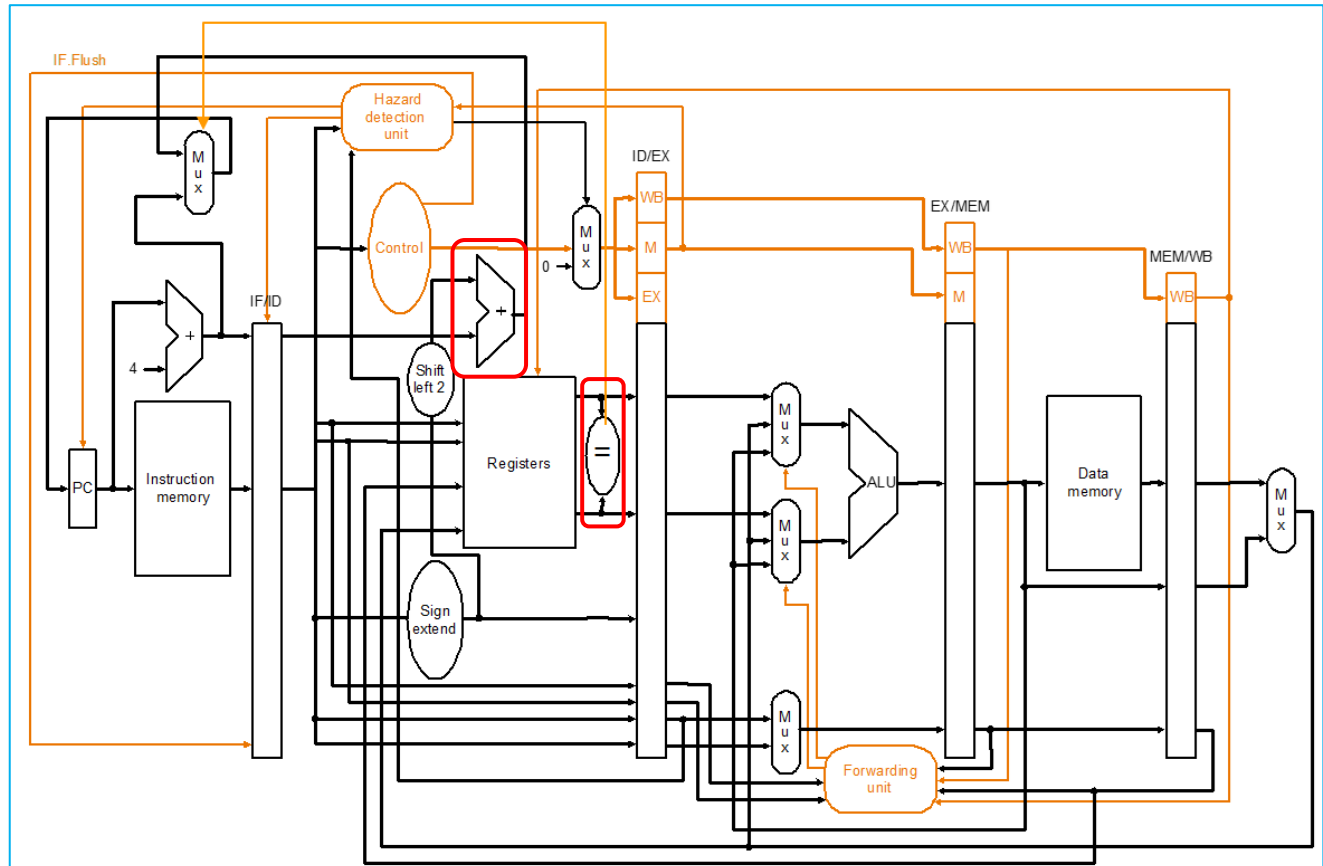 IF.Flush
Hazard
detection
unit
M
u
x
ID/EX
WB
M
EX
Control
M
u
x
0
EX/MEM
WB
M
MEM/WB
WB
IF/ID
+
+
4
Shift
left 2
PC
Instruction
memory
Registers
=
M
u
x
M
u
x
ALU
Data
memory
M
u
x
Sign
extend
M
u
x
Forwarding
unit